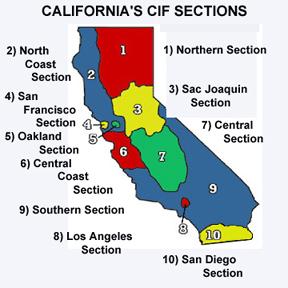 CALIFORNIA'S CIF SECTIONS
1) Northern Section
2) North
Coast
Section
3) Sac Joaquin
Section
4) San
Francisco
Section
5) Oakland
Section
6) Central
Coast
Section
7) Central
Section
9) Southern Section
8) Los Angeles
Section
10) San Diego
Section
1
2
3
4
5
6
7
9
8
10